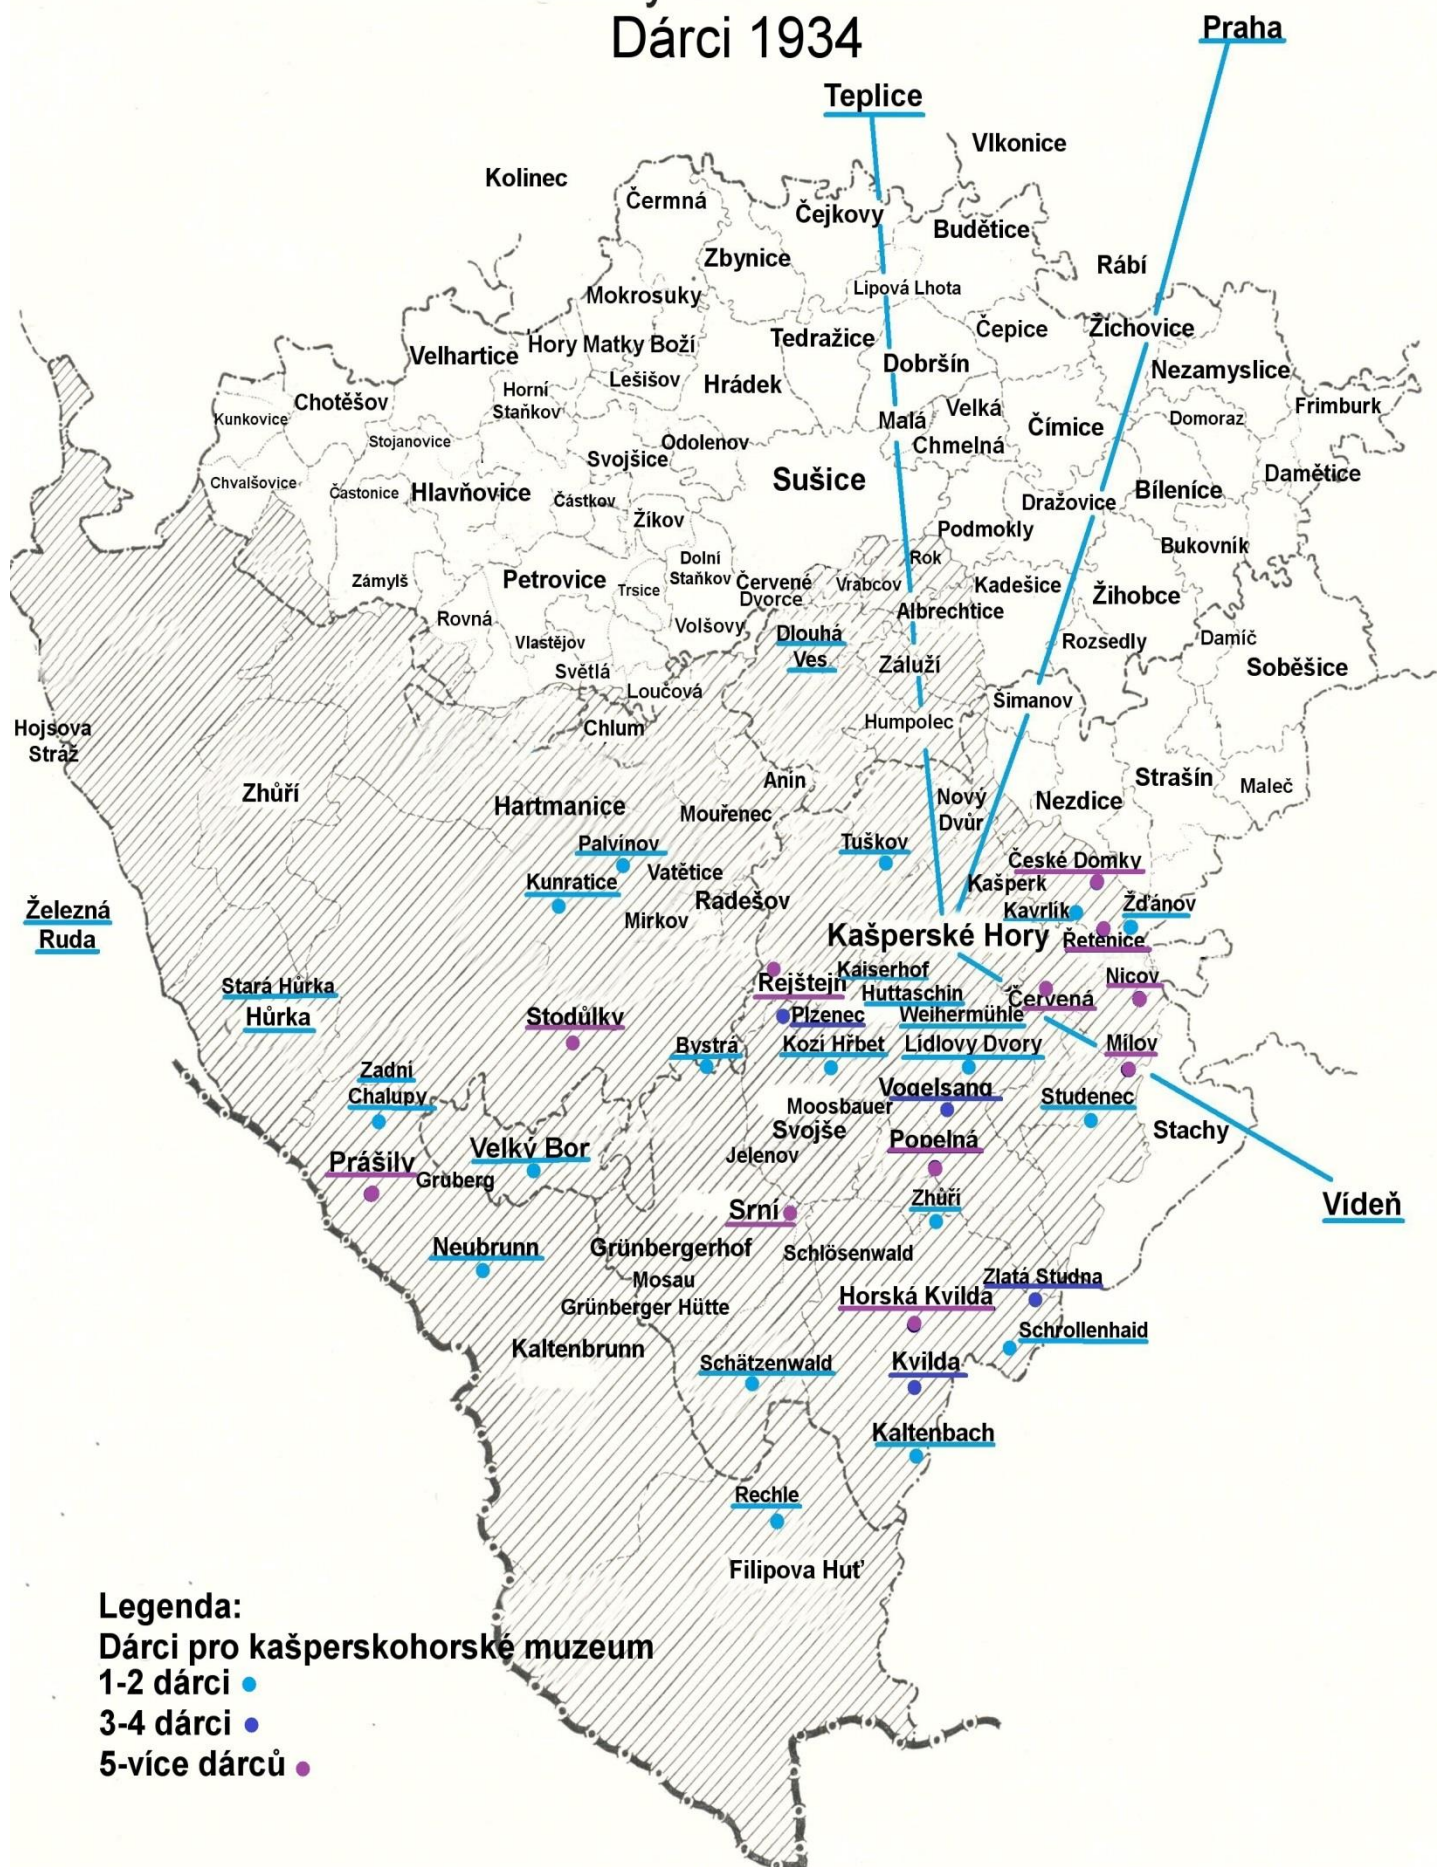 Dárci 1934
Praha
Teplice
Vlkonice
Kolinec
Čermná
Čejkovy
Budětice
Zbynice
Rábí
Lipová Lhota
Mokrosuky
Čepice
Žichovice
Tedražice
Hory Matky Boží
Velhartice
Dobršín
Nezamyslice
Lešišov
Hrádek
Horní
Staňkov
Chotěšov
Frimburk
Velká
Kunkovice
Malá
Domoraz
Čímice
Stojanovice
Odolenov
Chmelná
Svojšice
Damětice
Sušice
Chvalšovice
Častonice
Hlavňovice
Částkov
Bílenice
Dražovice
Žíkov
Podmokly
Bukovník
Dolní
Staňkov
Rok
Zámylš
Petrovice
Trsice
Červené
Dvorce
Vrabcov
Kadešice
Žihobce
Albrechtice
Rovná
Volšovy
Dlouhá
Ves
Vlastějov
Rozsedly
Damíč
Záluží
Soběšice
Světlá
Loučová
Šimanov
Hojsova
Stráž
Chlum
Humpolec
Anín
Strašín
Maleč
Zhůří
Hartmanice
Nový
Dvůr
Nezdice
Mouřenec
Palvínov
Tuškov
České Domky
Vatětice
Kunratice
Kašperk
Radešov
Železná
Ruda
Mirkov
Kavrlík
Žďánov
Kašperské Hory
Řetenice
Kaiserhof
Nicov
Rejštejn
Stará Hůrka
Huttaschin
Červená
Hůrka
Stodůlky
Plzenec
Weihermühle
Bystrá
Kozí Hřbet
Lídlovy Dvory
Mílov
Zadní
Chalupy
Vogelsang
Studenec
Moosbauer
Svojše
Stachy
Popelná
Velký Bor
Jelenov
Prášily
Gruberg
Zhůří
Vídeň
Srní
Neubrunn
Grünbergerhof
Schlösenwald
Mosau
Zlatá Studna
Horská Kvilda
Grünberger Hütte
Schrollenhaid
Kaltenbrunn
Schätzenwald
Kvilda
Kaltenbach
Rechle
Filipova Huť
Legenda:
Dárci pro kašperskohorské muzeum
1-2 dárci
3-4 dárci
5-více dárců